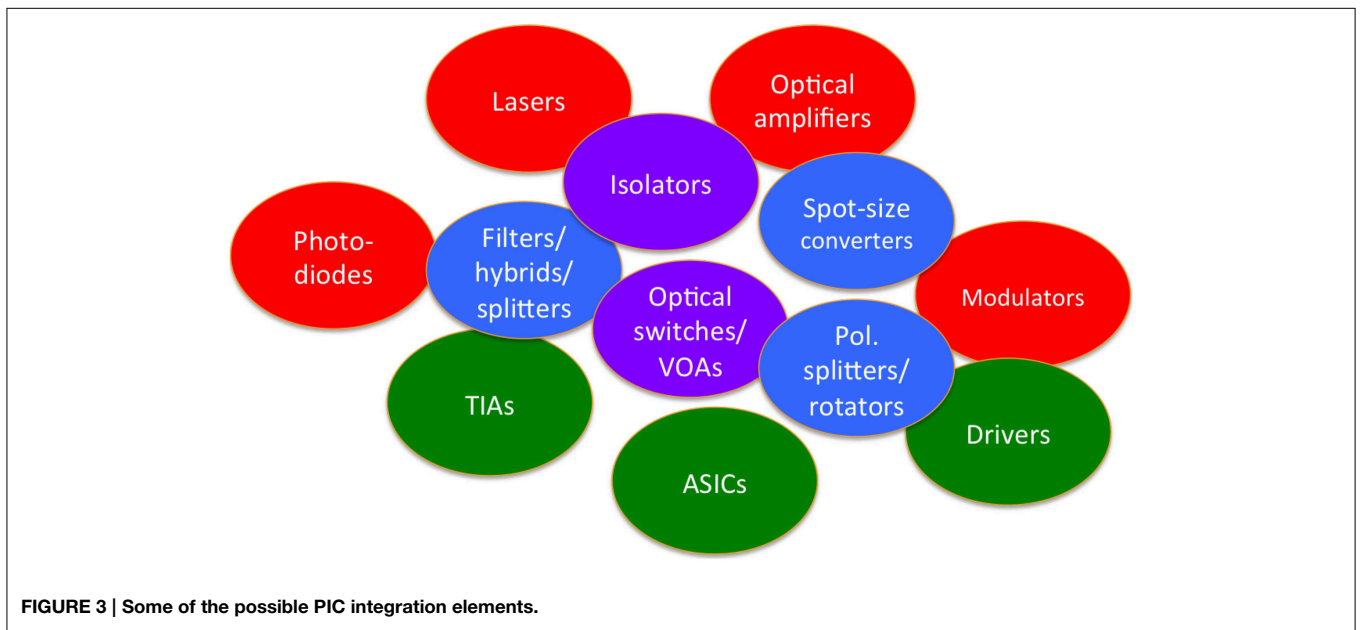 Lasers
Optical
amplifiers
Isolators
Spot-size
converters
Photo-
diodes
Filters/
hybrids/
splitters
Optical
switches/
VOAs
Modulators
Pol.
splitters/
rotators
TIAs
Drivers
ASICs
FIGURE 3 | Some of the possible PIC integration elements.